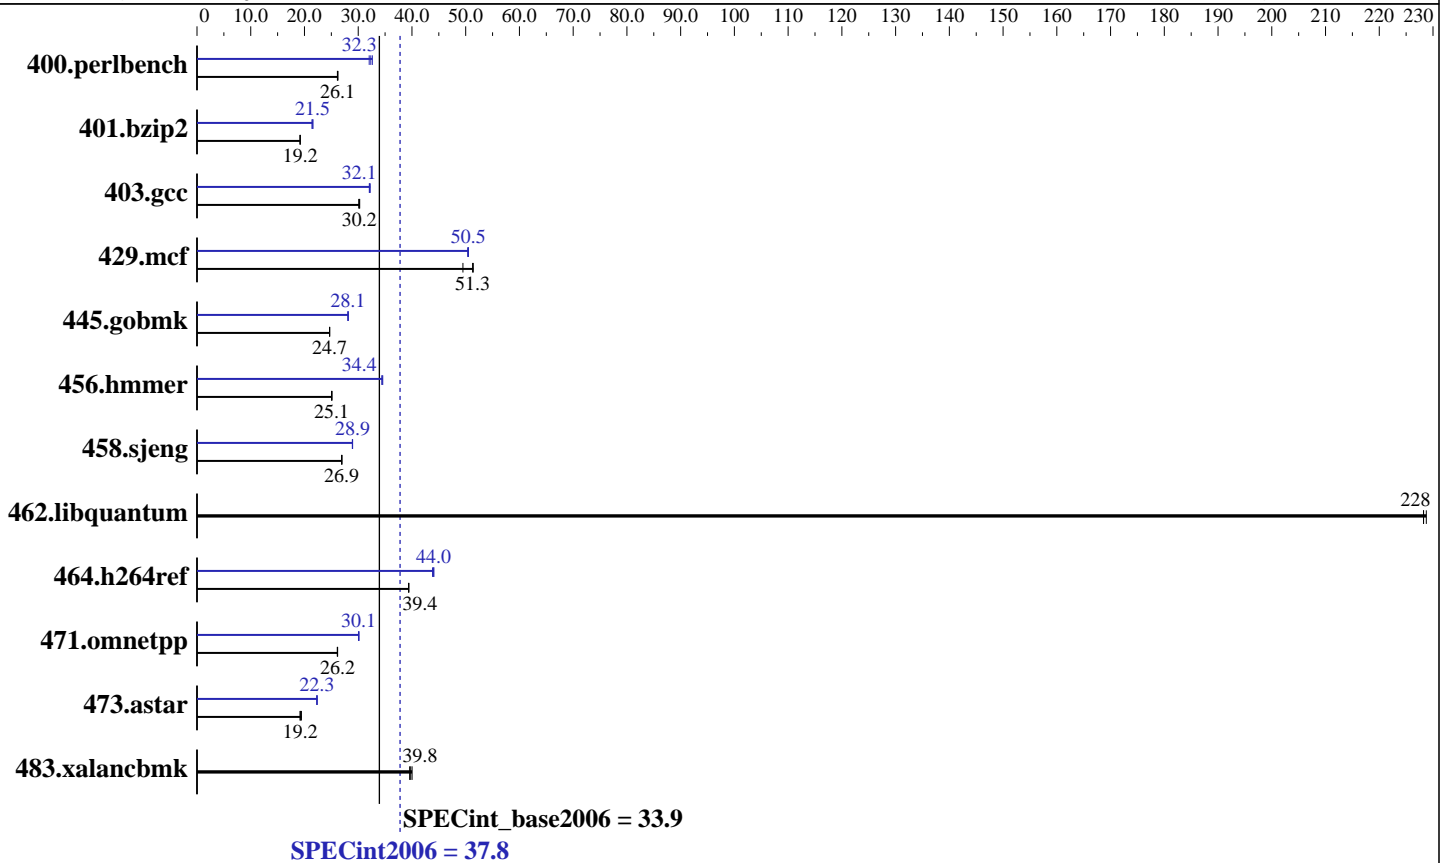 0 10.0 20.0 30.0 40.0 50.0 60.0 70.0 80.0 90.0 100 110 120 130 140 150 160 170 180 190 200 210 220 230
32.3
400.perlbench
26.1
21.5
401.bzip2
19.2
32.1
403.gcc
30.2
50.5
429.mcf
51.3
28.1
445.gobmk
24.7
34.4
456.hmmer
25.1
28.9
458.sjeng
26.9
228
462.libquantum
44.0
464.h264ref
39.4
30.1
471.omnetpp
26.2
22.3
473.astar
19.2
39.8
483.xalancbmk
SPECint_base2006 = 33.9
SPECint2006 = 37.8